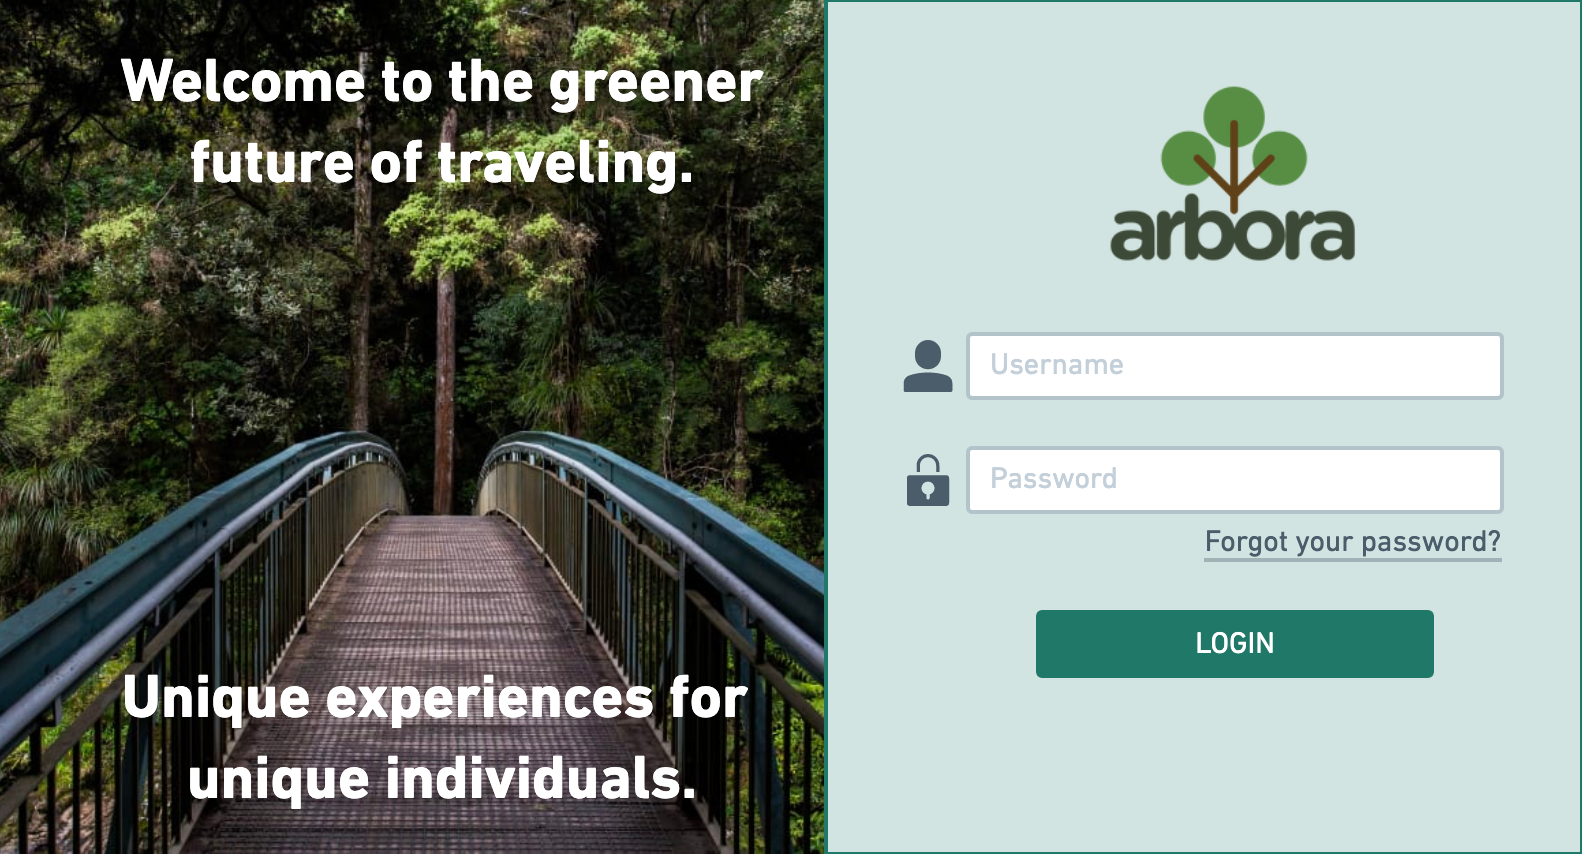 Welcome to the greener
future of traveling.
Unique experiences for
unique individuals.
arbora
Username
Password
Forgot your password?
LOGIN